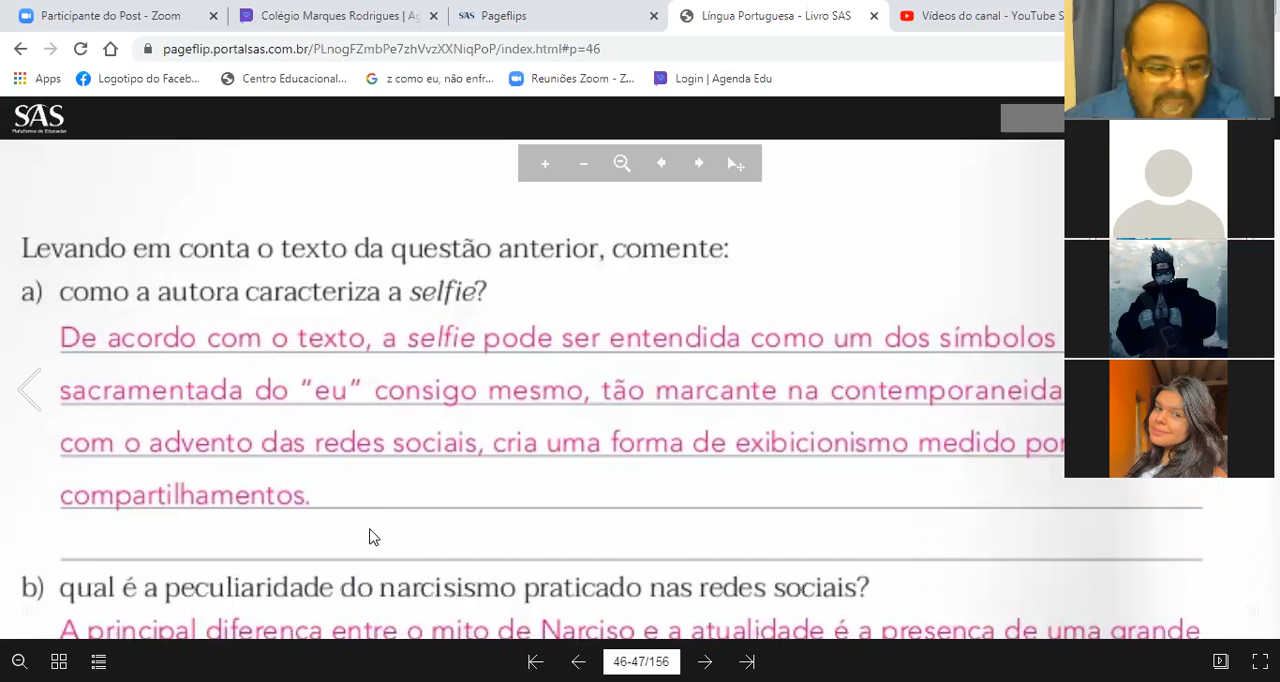 Participante do Post - Zoom
Colégio Marques Rodrigues | Ag
SAS Pageflips
Língua Portuguesa - Livro SAS
Vídeos do canal - YouTube S
pageflip.portalsas.com.br/PLnogFZmbPe7zhVvzXXNiqPoP/index.html#p=46
Apps
Logotipo do Faceb...
Centro Educacional...
z como eu, não enfr...
Reuniões Zoom - Z...
Login | Agenda Edu
SAS
Plataforma de Educação
Levando em conta o texto da questão anterior, comente:
a) como a autora caracteriza a selfie?
De acordo com o texto, a selfie pode ser entendida como um dos símbolos
sacramentada do “eu” consigo mesmo, tão marcante na contemporaneida
com o advento das redes sociais, cria uma forma de exibicionismo medido por
compartilhamentos.
b) qual é a peculiaridade do narcisismo praticado nas redes sociais?
A principal diferença entre o mito de Narciso e a atualidade é a presença de uma grande
46-47/156